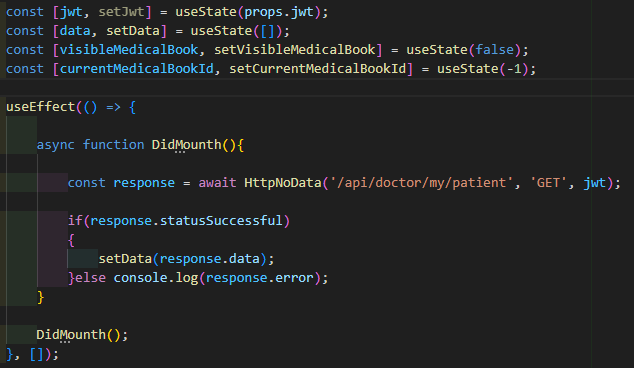 const [jwt, setJwt] = useState(props.jwt);
const [data, setData] = useState([]);
const [visibleMedicalBook, setVisibleMedicalBook] = useState(false);
const [currentMedicalBookId, setCurrentMedicalBookId] = useState(-1);
useEffect(() => {
async function DidMounth(){
const response = await HttpNoData('/api/doctor/my/patient', 'GET', jwt);
if(response.statusSuccessful)
{
setData(response.data);
}else console.log(response.error);
}
DidMounth();
}, []);